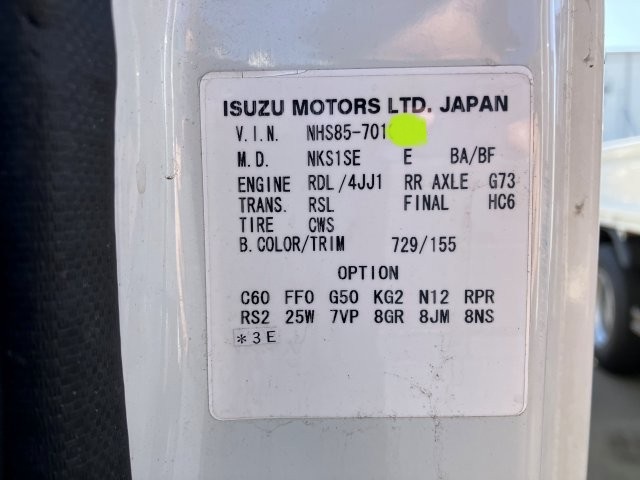 ISUZU MOTORS LTD. JAPAN
V.I.N. NHS85-701
M.D. NKS1SE E BA/BF
ENGINE RDL/4JJ1 RR AXLE G73
TRANS. RSL FINAL HC6
TIRE CWS
B.COLOR/TRIM 729/155
OPTION
C60 FFO G50 KG2 N12 RPR
RS2 25W 7VP 8GR 8JM 8NS
*3E